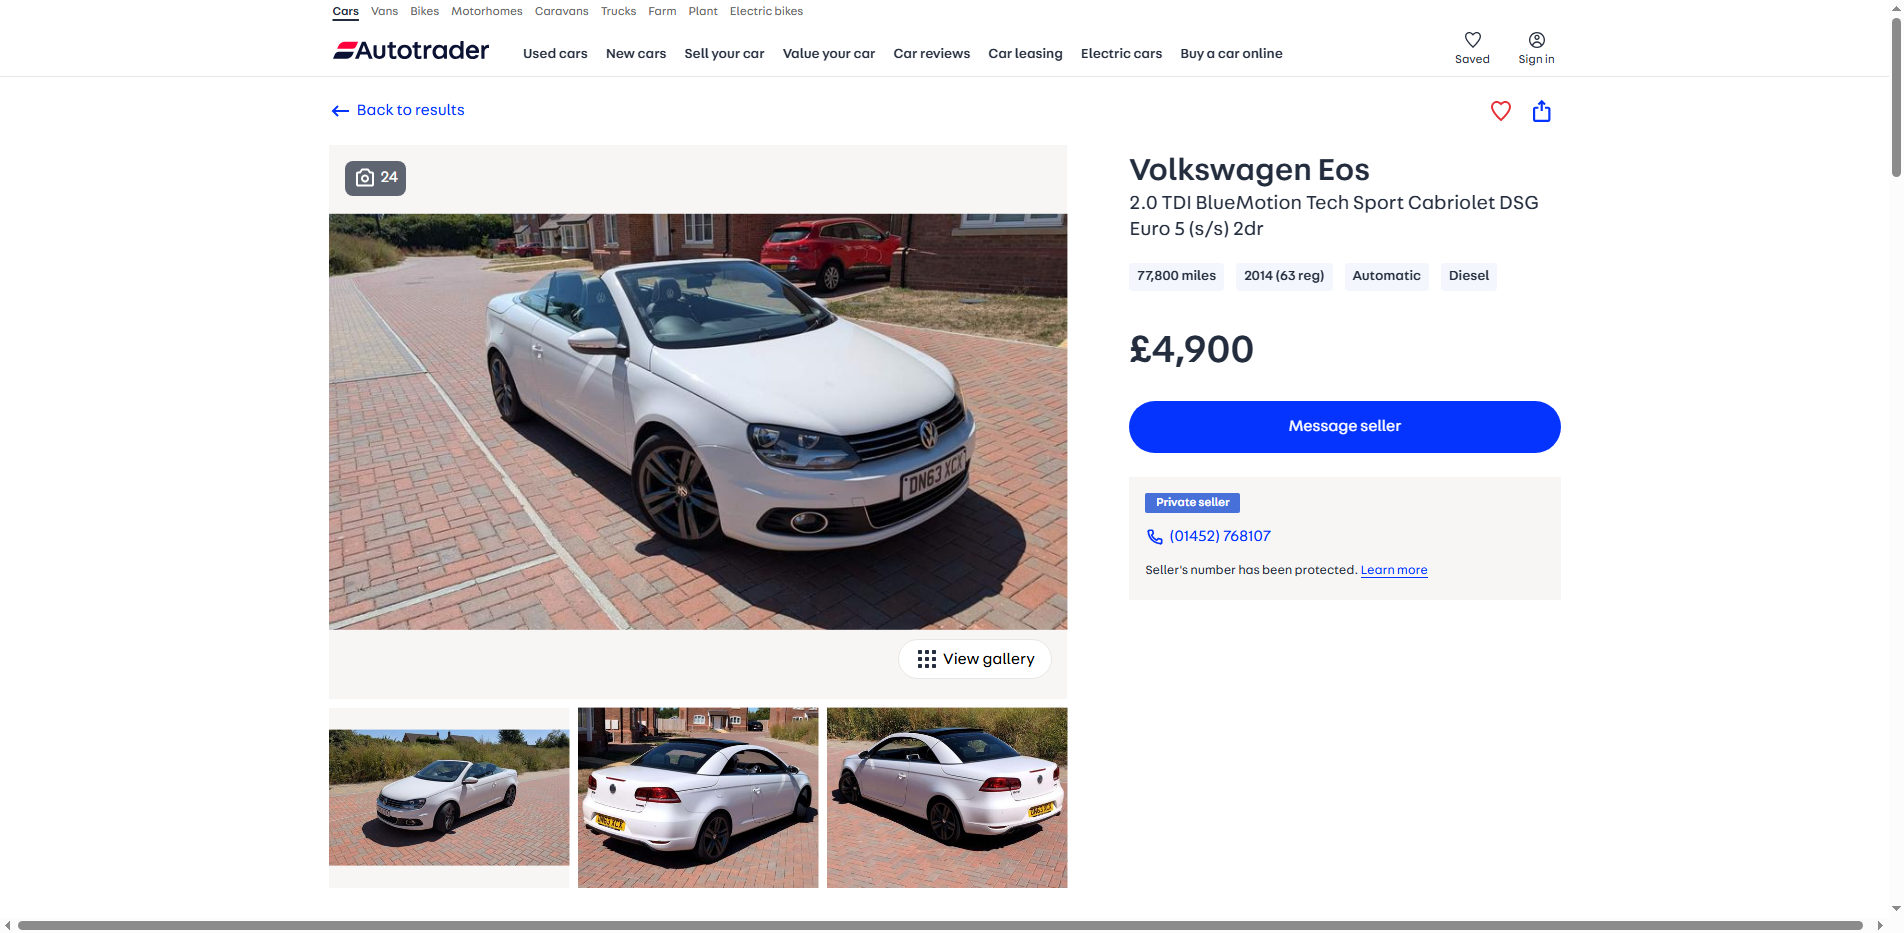 Cars Vans Bikes Motorhomes Caravans Trucks Farm Plant Electric bikes
Autotrader
Used cars New cars Sell your car Value your car Car reviews Car leasing Electric cars Buy a car online
Saved Sign in
Back to results
24
Volkswagen Eos
2.0 TDI BlueMotion Tech Sport Cabriolet DSG
Euro 5 (s/s) 2dr
77,800 miles 2014 (63 reg) Automatic Diesel
£4,900
Message seller
Private seller
(01452) 768107
Seller's number has been protected. Learn more
DN63 XCX
View gallery
DN63 XCX